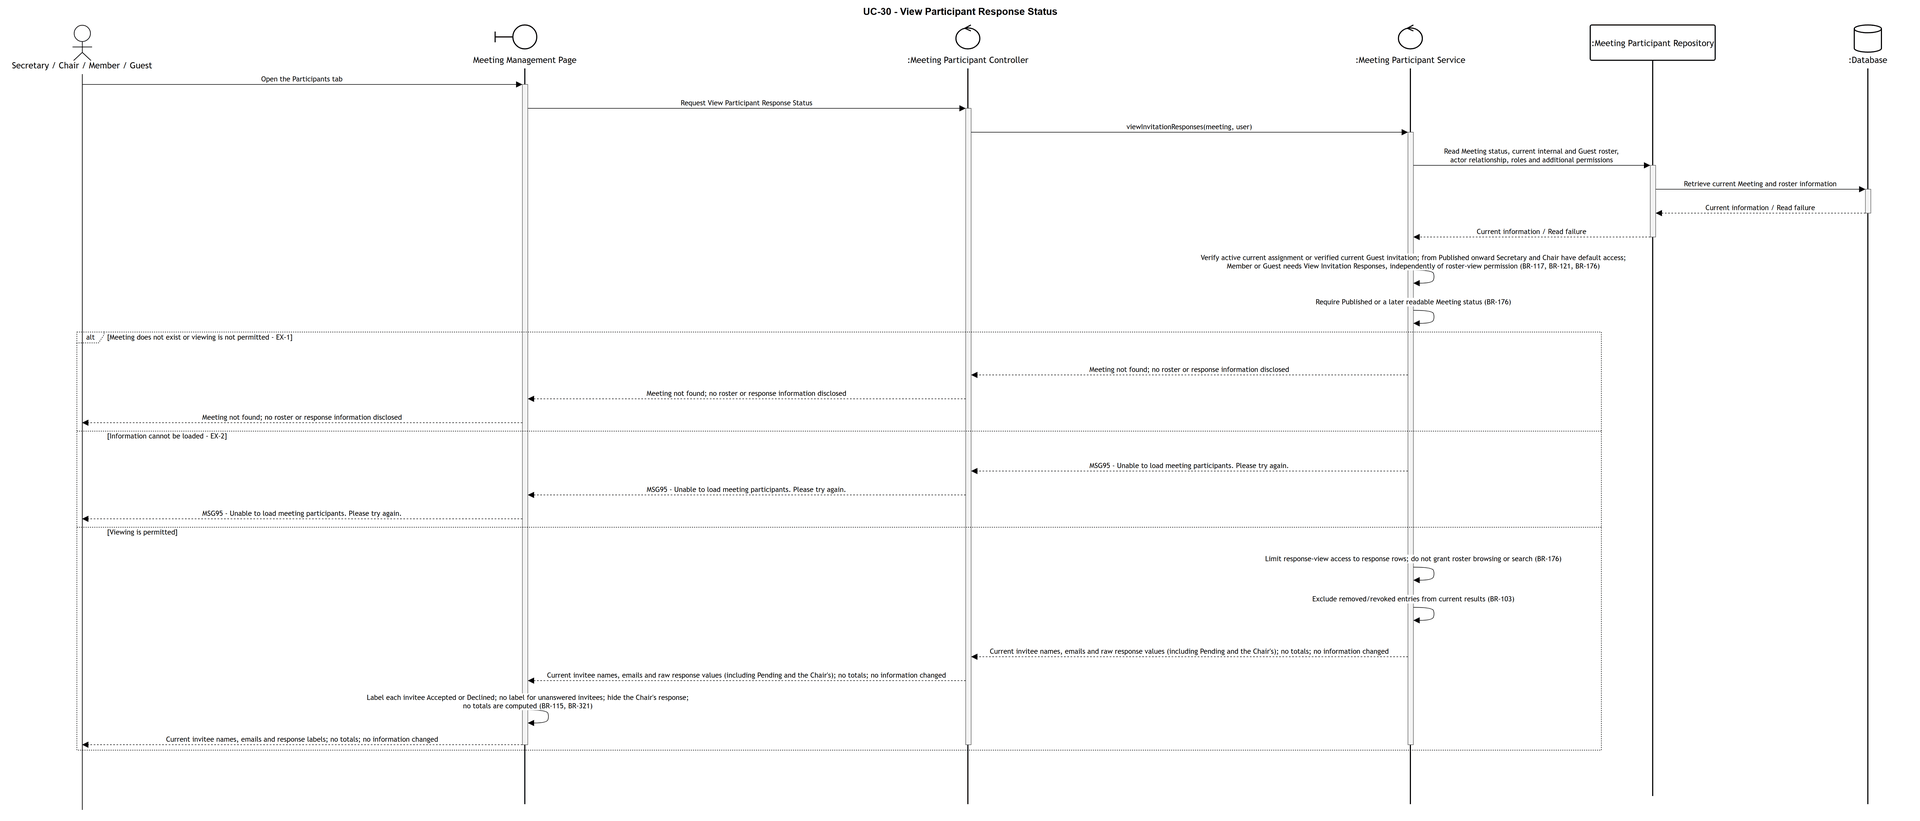 UC-30 - View Participant Response Status
Secretary / Chair / Member / Guest
Meeting Management Page
:Meeting Participant Controller
:Meeting Participant Service
:Meeting Participant Repository
:Database
Open the Participants tab
Request View Participant Response Status
viewInvitationResponses(meeting, user)
Read Meeting status, current internal and Guest roster,
actor relationship, roles and additional permissions
Retrieve current Meeting and roster information
Current information / Read failure
Current information / Read failure
Verify active current assignment or verified current Guest invitation; from Published onward Secretary and Chair have default access;
Member or Guest needs View Invitation Responses, independently of roster-view permission (BR-117, BR-121, BR-176)
Require Published or a later readable Meeting status (BR-176)
alt
[Meeting does not exist or viewing is not permitted - EX-1]
Meeting not found; no roster or response information disclosed
Meeting not found; no roster or response information disclosed
Meeting not found; no roster or response information disclosed
[Information cannot be loaded - EX-2]
MSG95 - Unable to load meeting participants. Please try again.
MSG95 - Unable to load meeting participants. Please try again.
MSG95 - Unable to load meeting participants. Please try again.
[Viewing is permitted]
Limit response-view access to response rows; do not grant roster browsing or search (BR-176)
Exclude removed/revoked entries from current results (BR-103)
Current invitee names, emails and raw response values (including Pending and the Chair's); no totals; no information changed
Current invitee names, emails and raw response values (including Pending and the Chair's); no totals; no information changed
Label each invitee Accepted or Declined; no label for unanswered invitees; hide the Chair's response;
no totals are computed (BR-115, BR-321)
Current invitee names, emails and response labels; no totals; no information changed